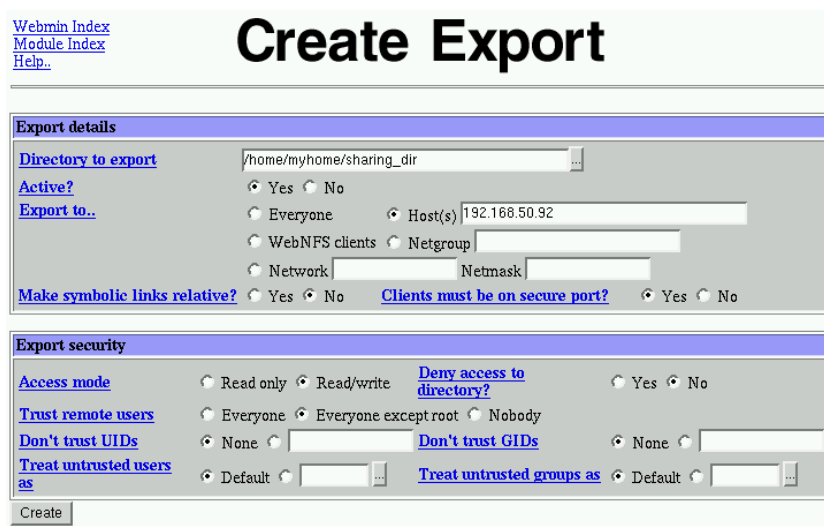 Webmin Index
Module Index
Help..
Create Export
Export details
Directory to export /home/myhome/sharing_dir ...
Active? Yes No
Export to.. Everyone Host(s) 192.168.50.92
WebNFS clients Netgroup
Network Netmask
Make symbolic links relative? Yes No Clients must be on secure port? Yes No
Export security
Access mode Read only Read/write Deny access to directory? Yes No
Trust remote users Everyone Everyone except root Nobody
Don't trust UIDs None Don't trust GIDs None
Treat untrusted users as Default ... Treat untrusted groups as Default ...
Create